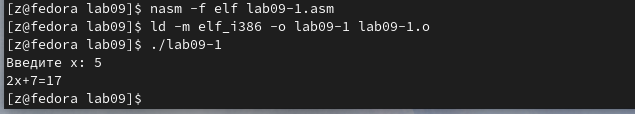 [z@fedora lab09]$ nasm -f elf lab09-1.asm
[z@fedora lab09]$ ld -m elf_i386 -o lab09-1 lab09-1.o
[z@fedora lab09]$ ./lab09-1
Введите x: 5
2x+7=17
[z@fedora lab09]$